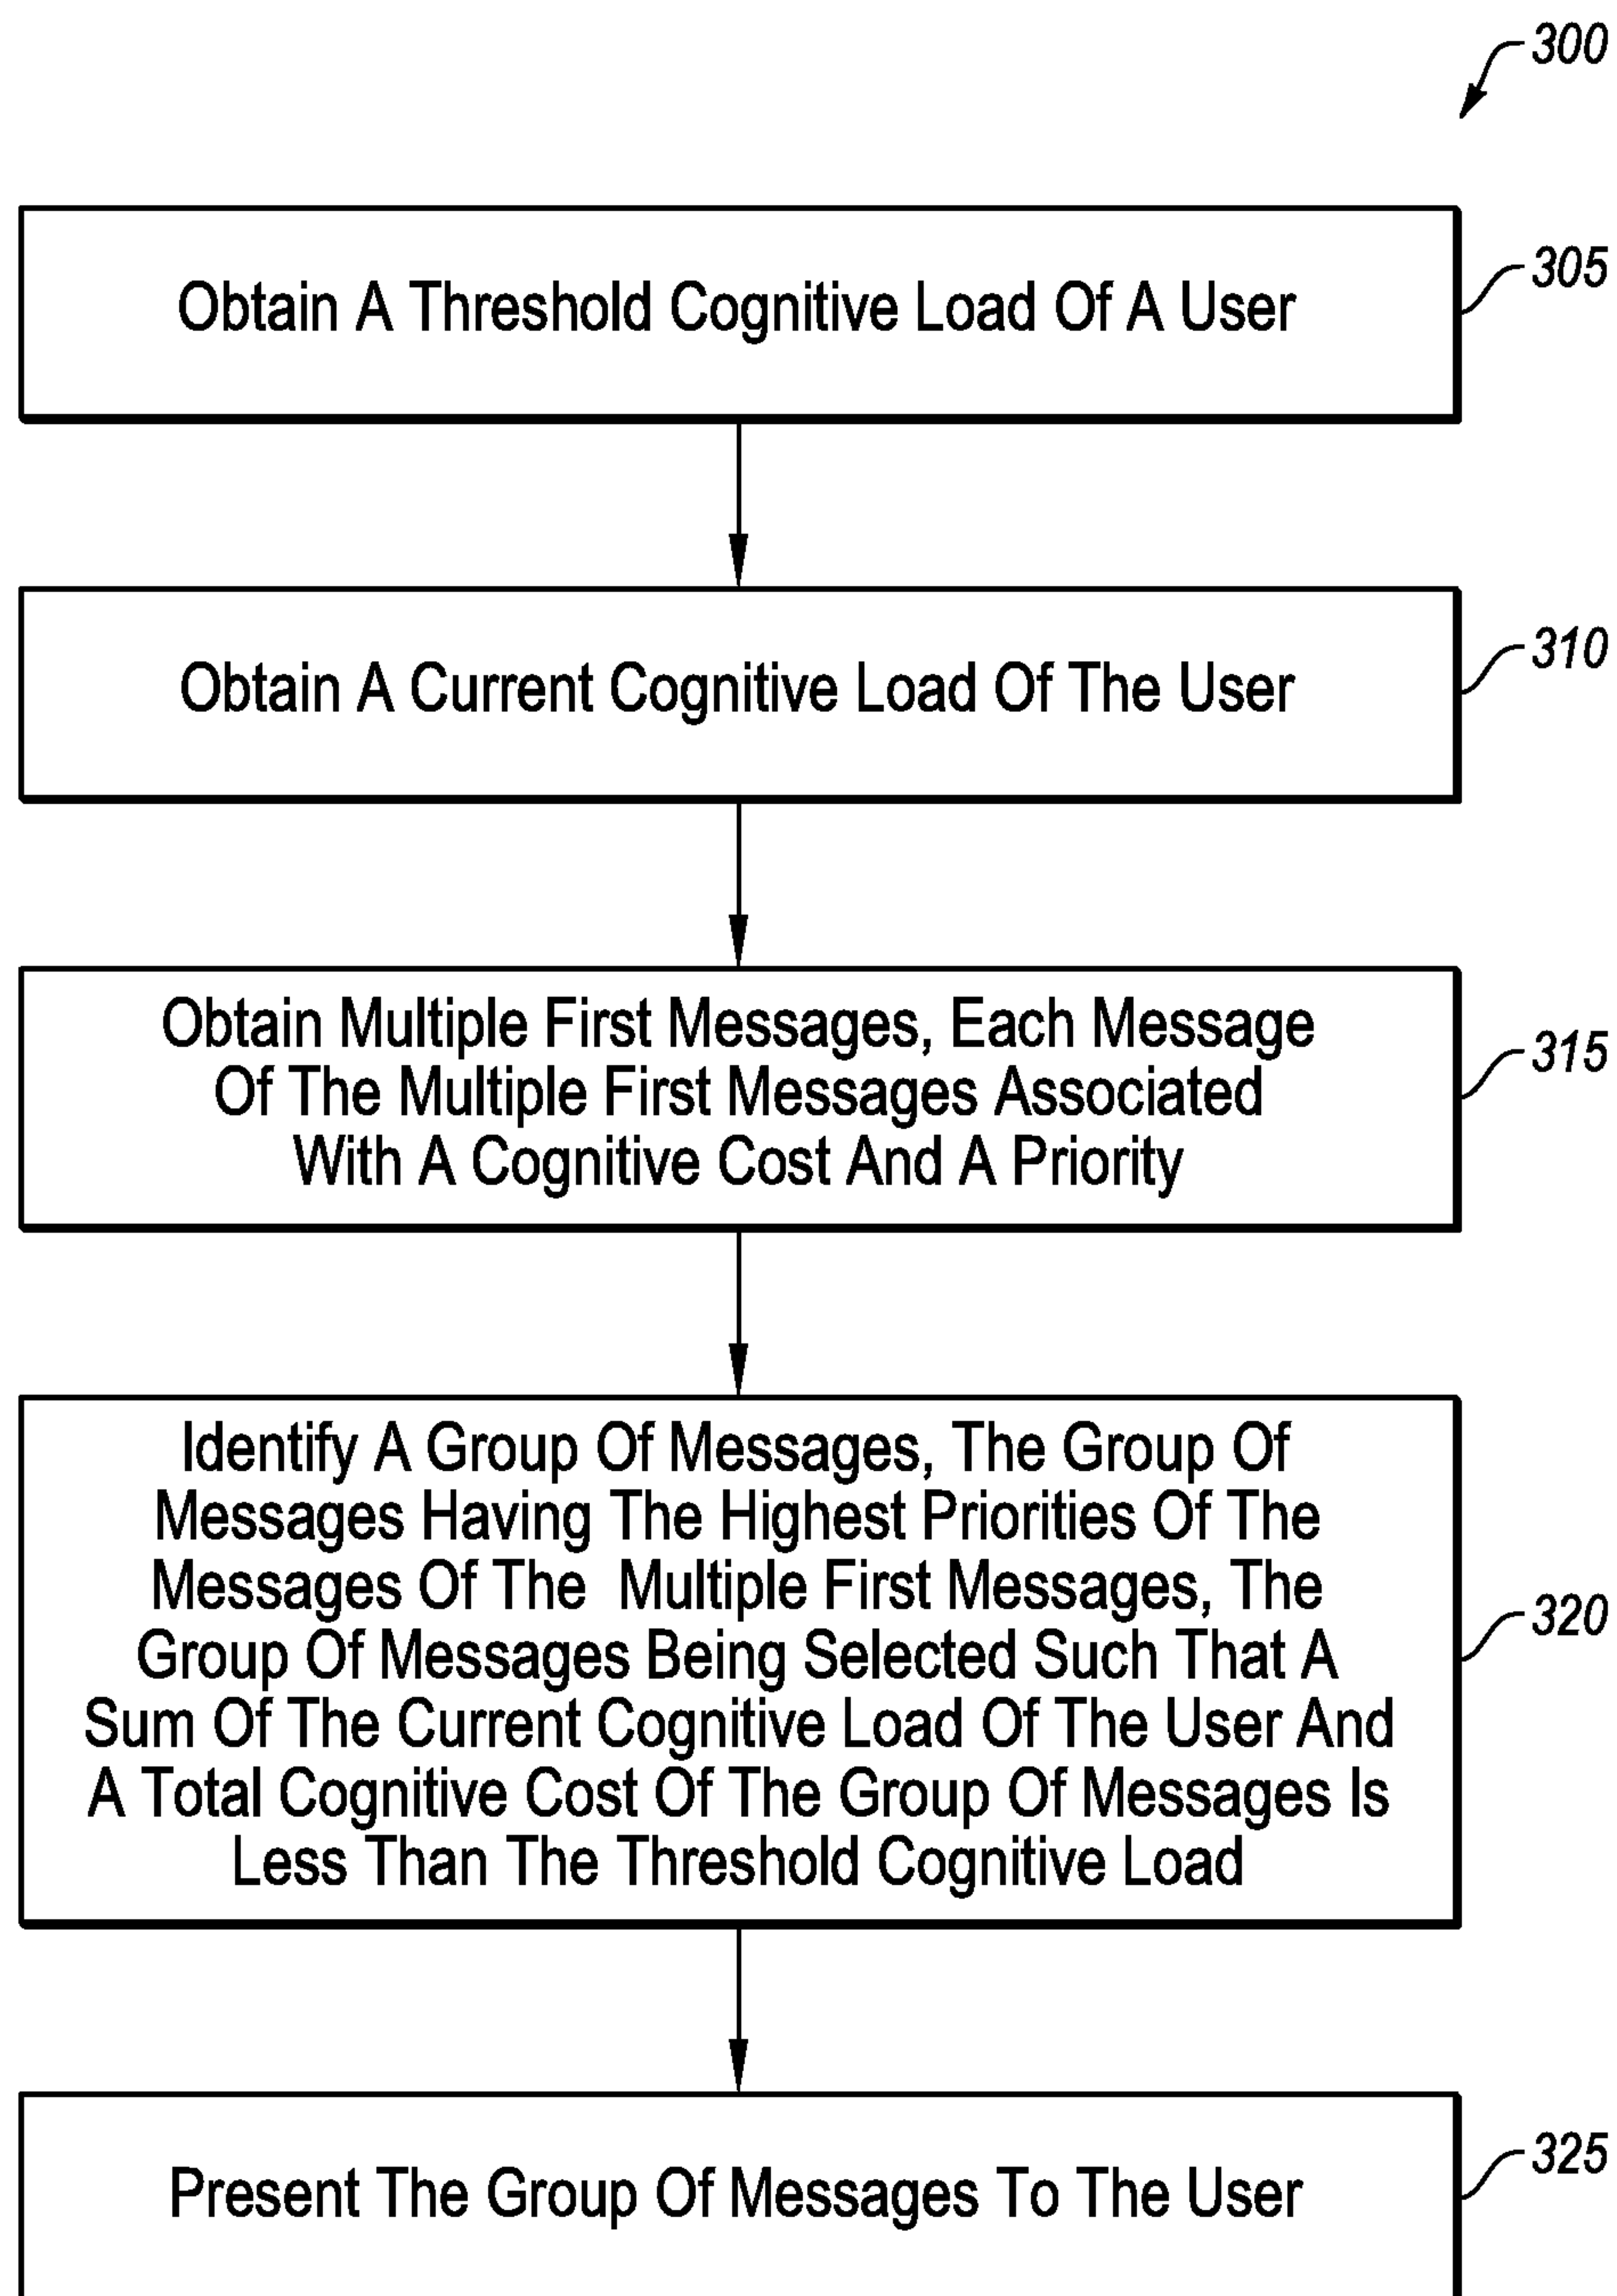 300
Obtain A Threshold Cognitive Load Of A User
305
Obtain A Current Cognitive Load Of The User
310
Obtain Multiple First Messages, Each Message
Of The Multiple First Messages Associated
With A Cognitive Cost And A Priority
315
Identify A Group Of Messages, The Group Of
Messages Having The Highest Priorities Of The
Messages Of The Multiple First Messages, The
Group Of Messages Being Selected Such That A
Sum Of The Current Cognitive Load Of The User And
A Total Cognitive Cost Of The Group Of Messages Is
Less Than The Threshold Cognitive Load
320
Present The Group Of Messages To The User
325